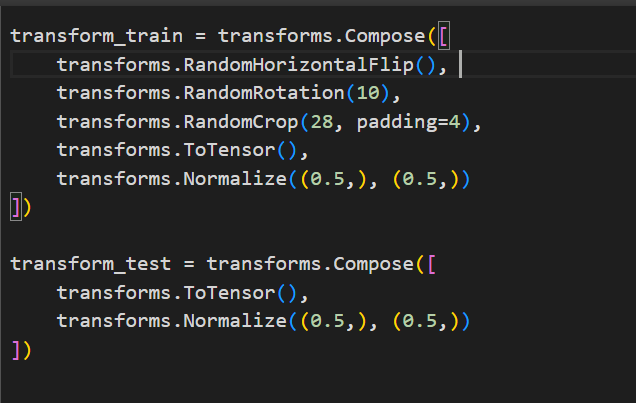 transform_train = transforms.Compose([
    transforms.RandomHorizontalFlip(),
    transforms.RandomRotation(10),
    transforms.RandomCrop(28, padding=4),
    transforms.ToTensor(),
    transforms.Normalize((0.5,), (0.5,))
])

transform_test = transforms.Compose([
    transforms.ToTensor(),
    transforms.Normalize((0.5,), (0.5,))
])